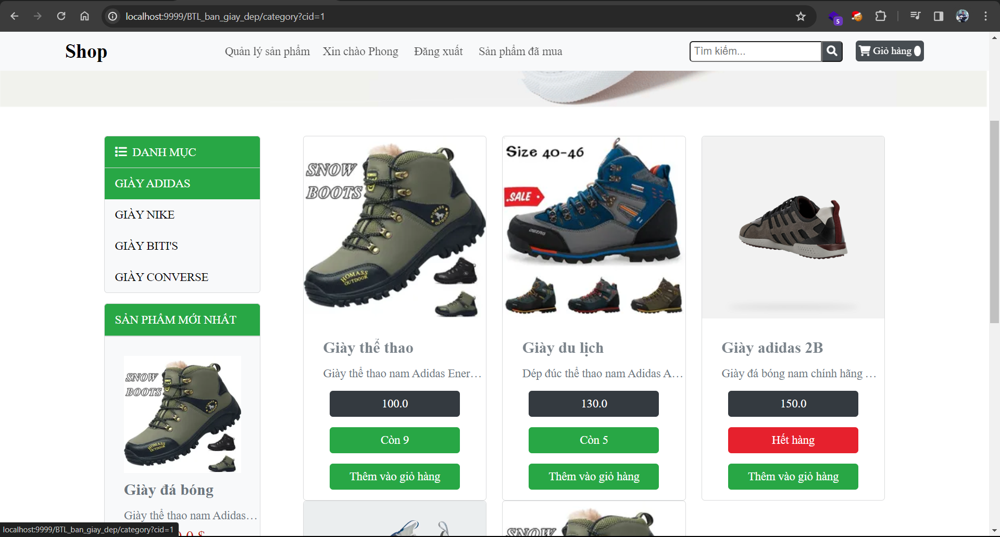 localhost:9999/BTL_ban_giay_dep/category?cid=1
5
Shop
Quản lý sản phẩm
Xin chào Phong
Đăng xuất
Sản phẩm đã mua
Tìm kiếm...
Giỏ hàng
DANH MỤC
GIÀY ADIDAS
GIÀY NIKE
GIÀY BITI'S
GIÀY CONVERSE
SẢN PHẨM MỚI NHẤT
SNOW
BOOTS
HOMASS
OUTDOOR
Giày đá bóng
Giày thể thao nam Adidas...
SNOW
BOOTS
HOMASS
OUTDOOR
HOMASS
OUTDOOR
Giày thể thao
Giày thể thao nam Adidas Ener...
100.0
Còn 9
Thêm vào giỏ hàng
Size 40-46
SALE
Giày du lịch
Dép đúc thể thao nam Adidas A...
130.0
Còn 5
Thêm vào giỏ hàng
Giày adidas 2B
Giày đá bóng nam chính hãng ...
150.0
Hết hàng
Thêm vào giỏ hàng
SNOW
localhost:9999/BTL_ban_giay_dep/category?cid=1